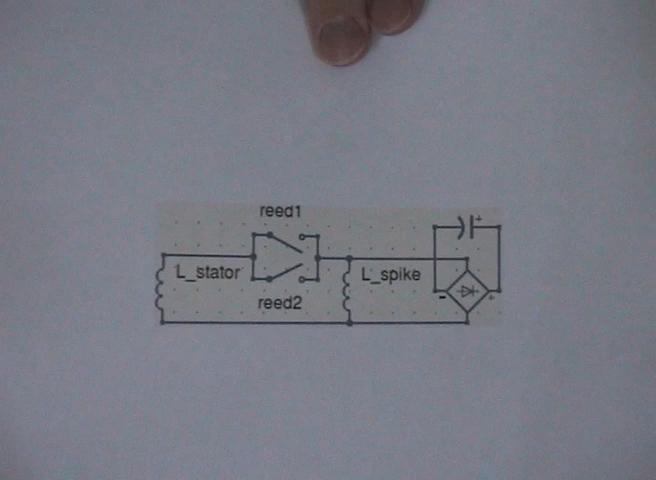 reed1
L_stator
L_spike
reed2
+
-
+